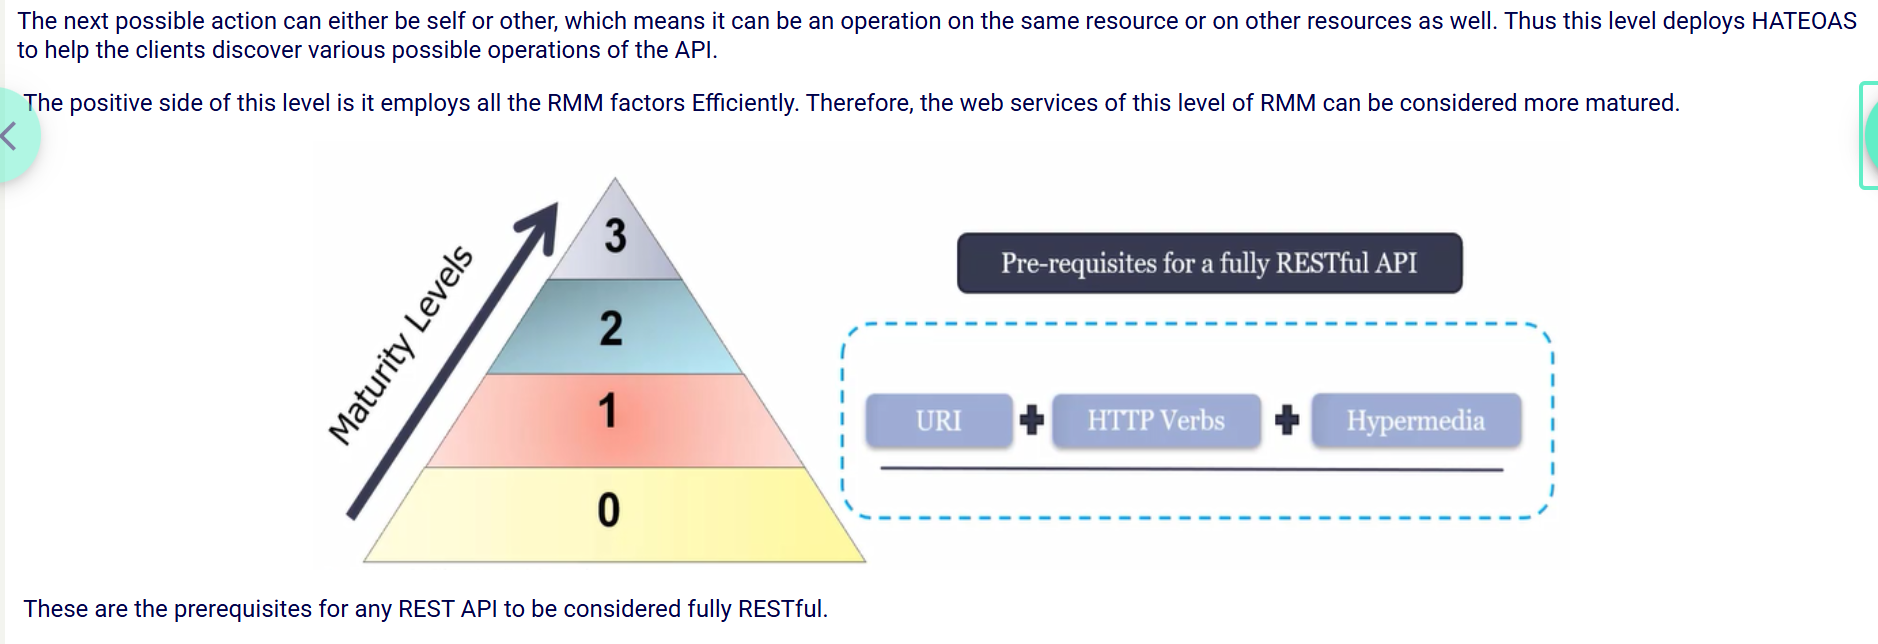 The next possible action can either be self or other, which means it can be an operation on the same resource or on other resources as well. Thus this level deploys HATEOAS
to help the clients discover various possible operations of the API.
The positive side of this level is it employs all the RMM factors Efficiently. Therefore, the web services of this level of RMM can be considered more matured.
Maturity Levels
3
2
1
0
Pre-requisites for a fully RESTful API
URI + HTTP Verbs + Hypermedia
These are the prerequisites for any REST API to be considered fully RESTful.